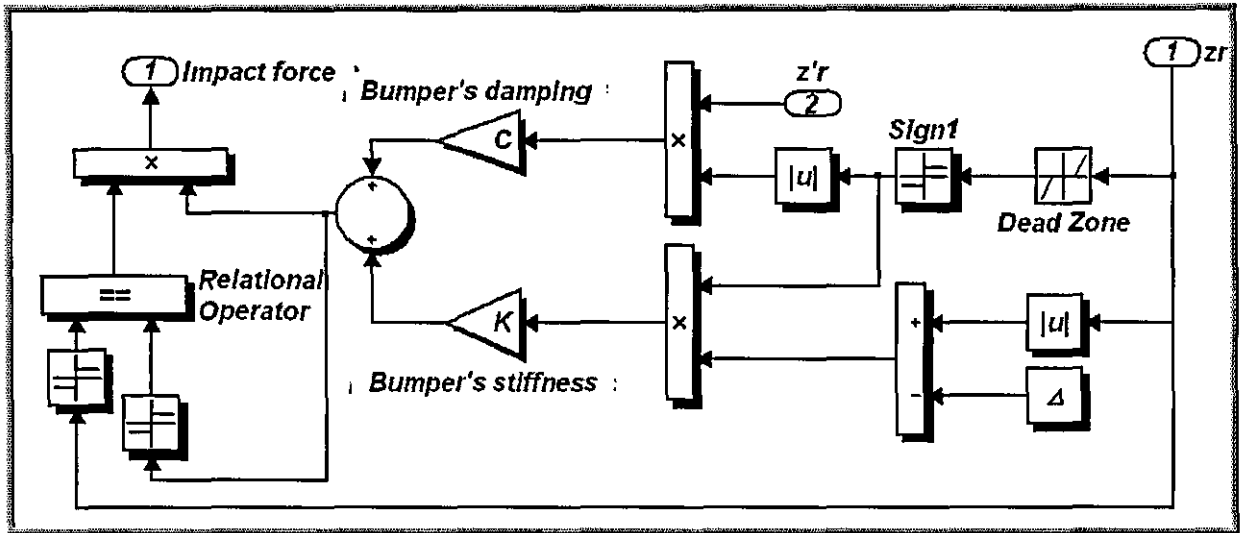 1 Impact force
Bumper's damping
z'r
2
1 zr
×
C
×
|u|
Sign1
Dead Zone
+
+
==
Relational
Operator
K
×
+
-
|u|
Δ
Bumper's stiffness